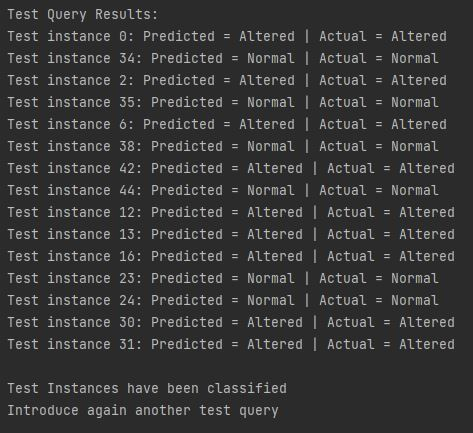 Test Query Results:
Test instance 0: Predicted = Altered | Actual = Altered
Test instance 34: Predicted = Normal | Actual = Normal
Test instance 2: Predicted = Altered | Actual = Altered
Test instance 35: Predicted = Normal | Actual = Normal
Test instance 6: Predicted = Altered | Actual = Altered
Test instance 38: Predicted = Normal | Actual = Normal
Test instance 42: Predicted = Altered | Actual = Altered
Test instance 44: Predicted = Normal | Actual = Normal
Test instance 12: Predicted = Altered | Actual = Altered
Test instance 13: Predicted = Altered | Actual = Altered
Test instance 16: Predicted = Altered | Actual = Altered
Test instance 23: Predicted = Normal | Actual = Normal
Test instance 24: Predicted = Normal | Actual = Normal
Test instance 30: Predicted = Altered | Actual = Altered
Test instance 31: Predicted = Altered | Actual = Altered
Test Instances have been classified
Introduce again another test query